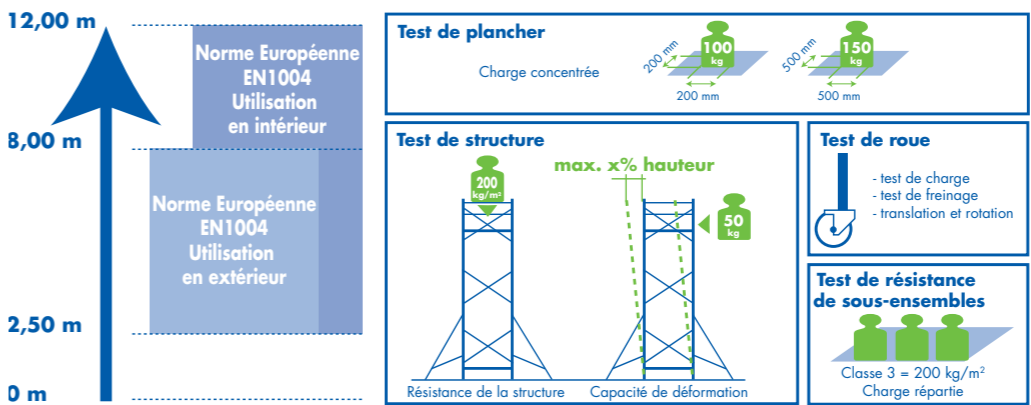 12,00 m
Norme Européenne
EN1004
Utilisation
en intérieur
8,00 m
Norme Européenne
EN1004
Utilisation
en extérieur
2,50 m
0 m
Test de plancher
Charge concentrée
200 mm
100
kg
200 mm
500 mm
150
kg
500 mm
Test de structure
200
kg/m²
max. x% hauteur
50
kg
Résistance de la structure
Capacité de déformation
Test de roue
- test de charge
- test de freinage
- translation et rotation
Test de résistance
de sous-ensembles
Classe 3 = 200 kg/m²
Charge répartie